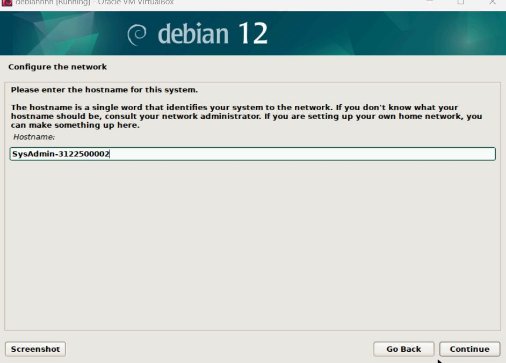 debiannnn [Running] - Oracle VM VirtualBox
debian 12
Configure the network
Please enter the hostname for this system.
The hostname is a single word that identifies your system to the network. If you don't know what your
hostname should be, consult your network administrator. If you are setting up your own home network, you
can make something up here.
Hostname:
SysAdmin-3122500002
Screenshot
Go Back
Continue